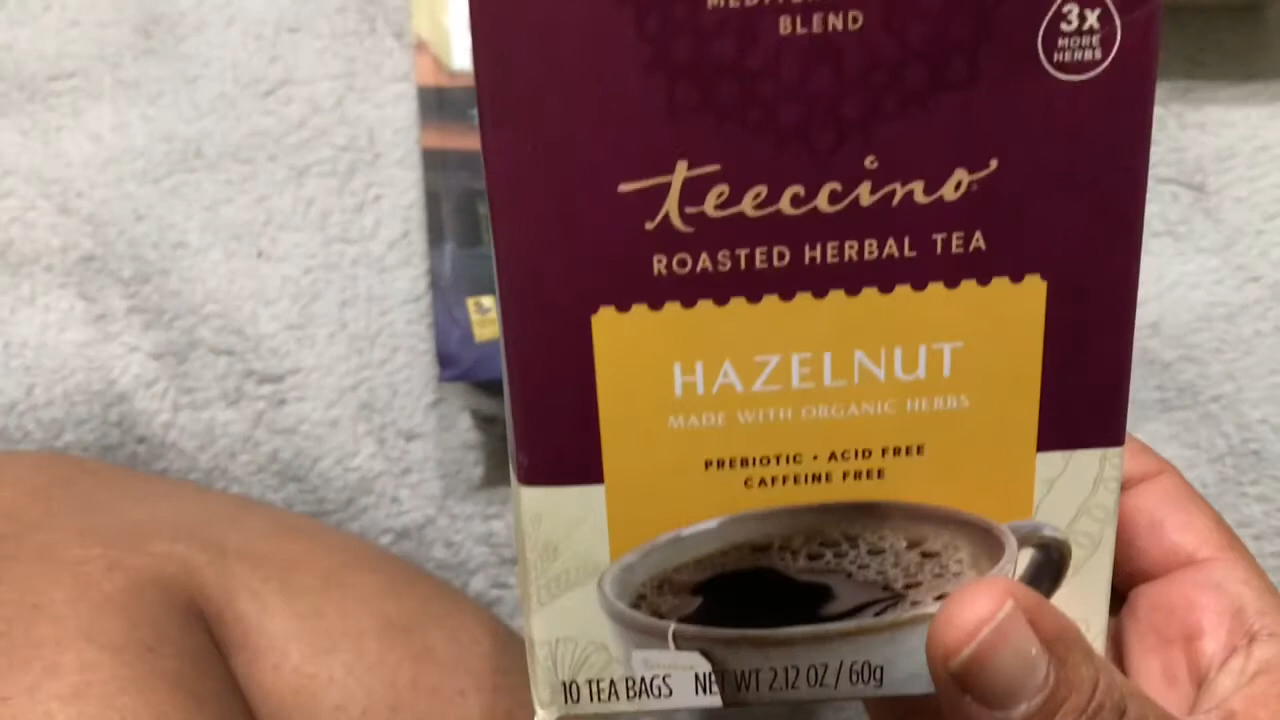 BLEND
3x
MORE
HERBS
teeccino
ROASTED HERBAL TEA
HAZELNUT
MADE WITH ORGANIC HERBS
PREBIOTIC • ACID FREE
CAFFEINE FREE
10 TEA BAGS NET WT 2.12 OZ / 60g